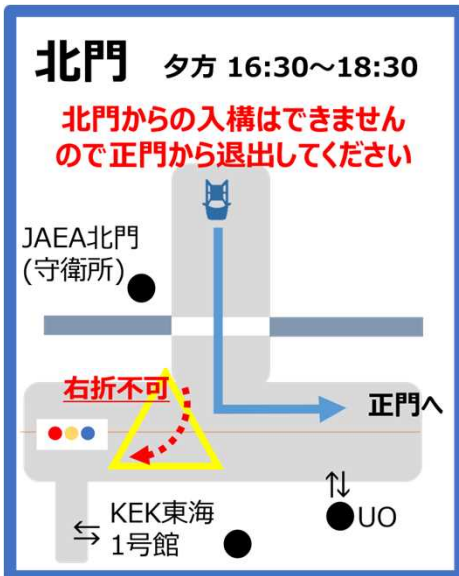 北門 夕方 16:30～18:30
北門からの入構はできません
ので正門から退出してください
JAEA北門
(守衛所)
右折不可
正門へ
⇆ KEK東海
1号館
⇅
UO